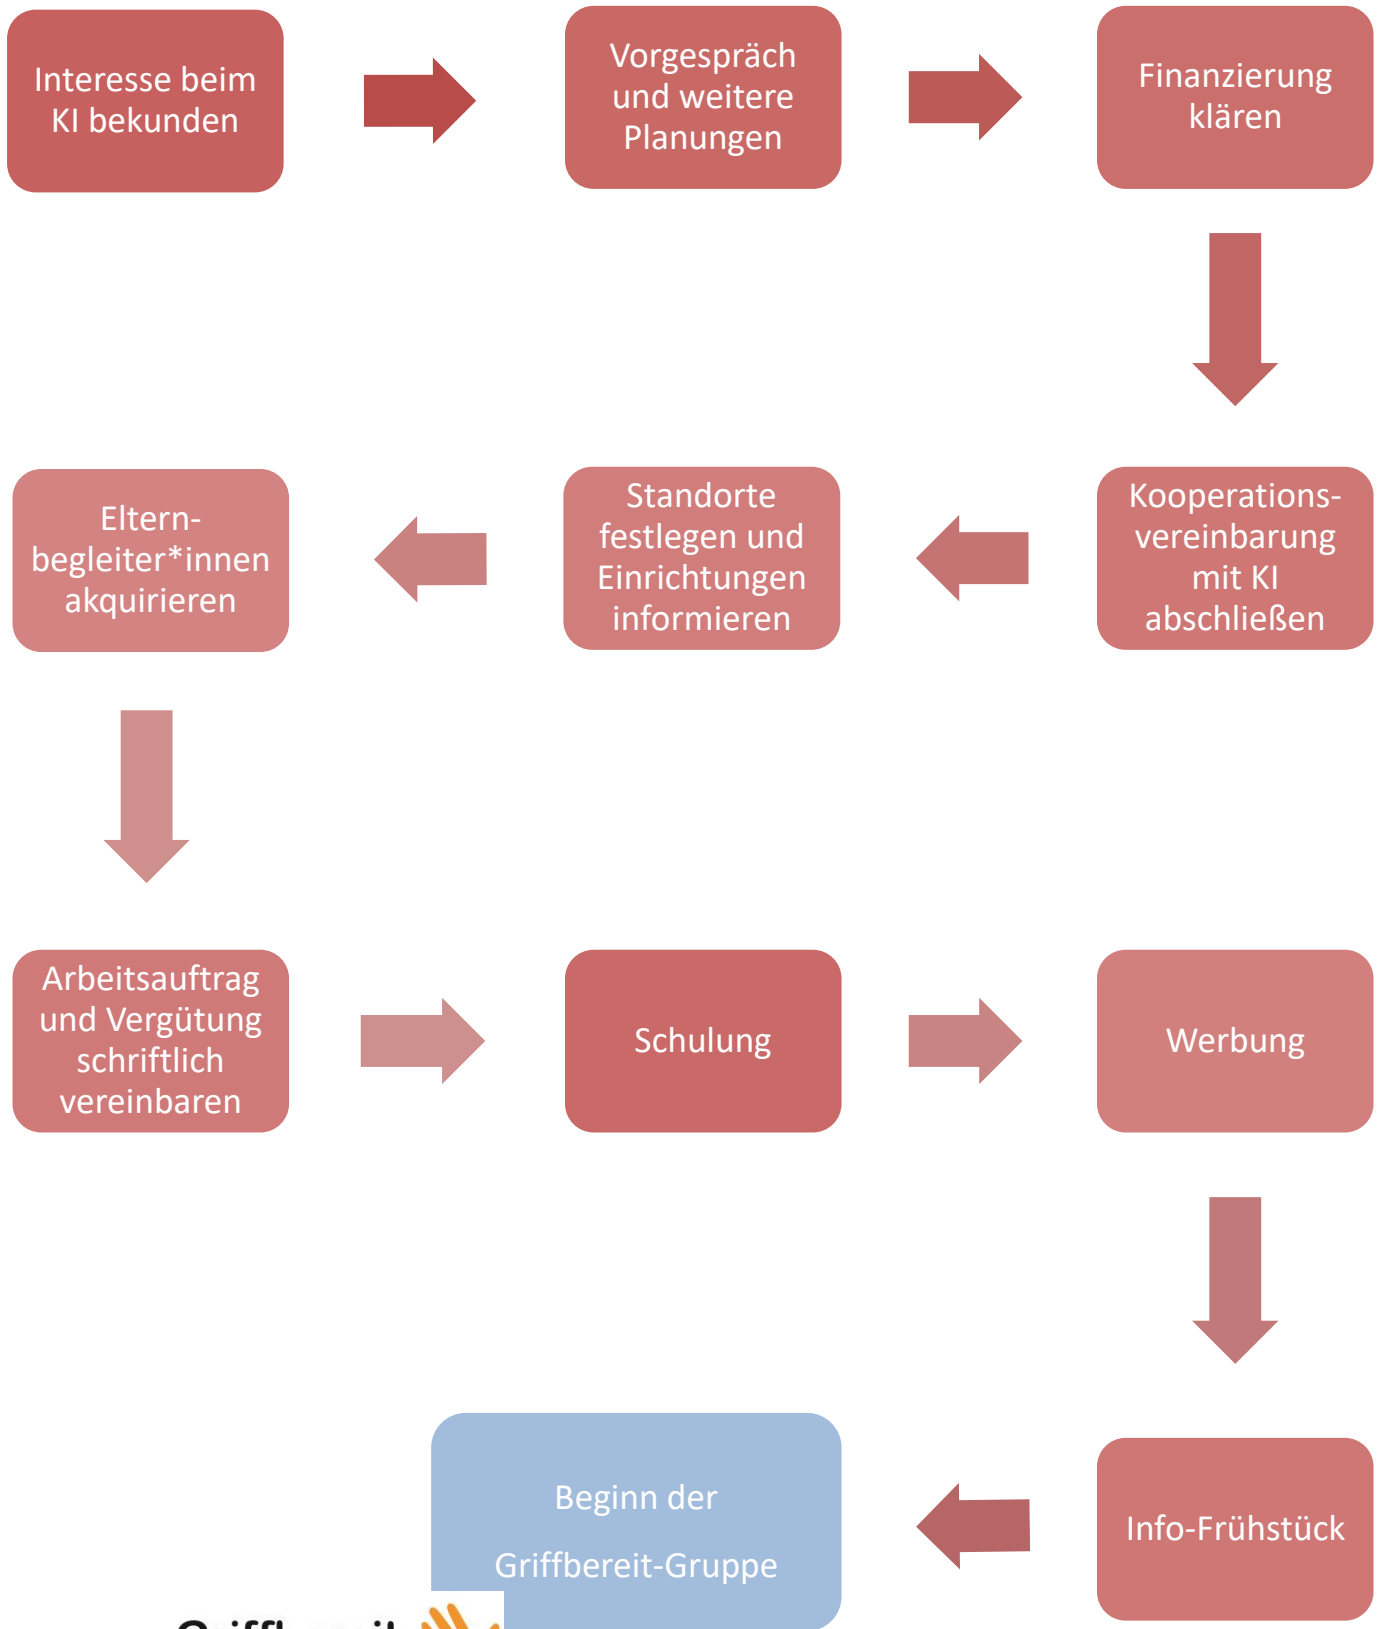 Interesse beim
KI bekunden
Vorgespräch
und weitere
Planungen
Finanzierung
klären
Kooperations-
vereinbarung
mit KI
abschließen
Standorte
festlegen und
Einrichtungen
informieren
Eltern-
begleiter*innen
akquirieren
Arbeitsauftrag
und Vergütung
schriftlich
vereinbaren
Schulung
Werbung
Info-Frühstück
Beginn der
Griffbereit-Gruppe